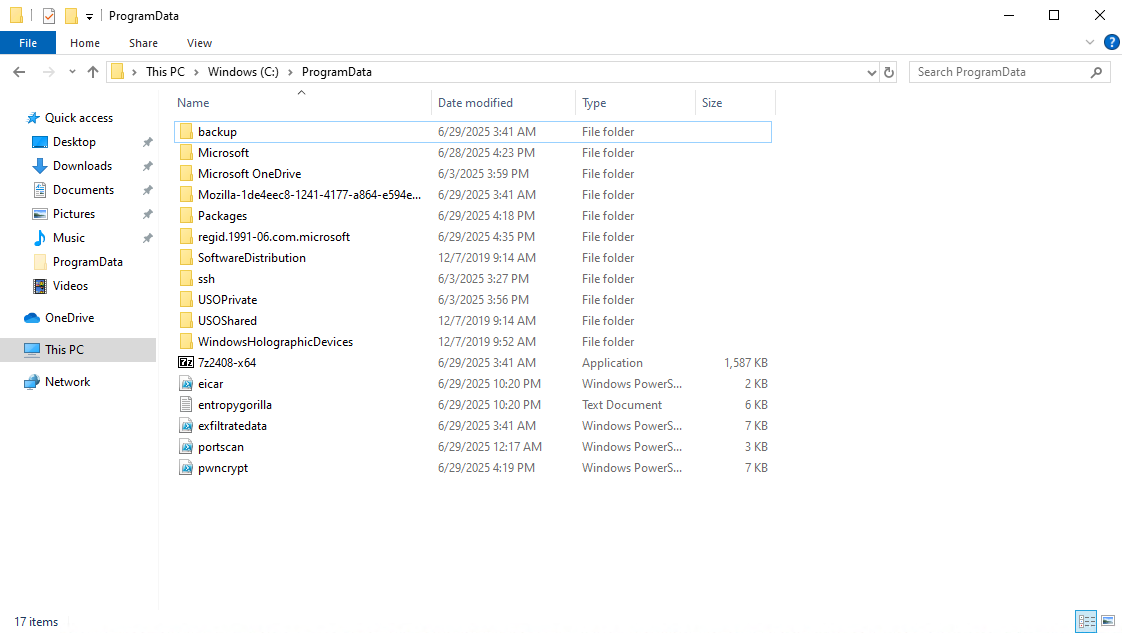 ProgramData
File Home Share View
This PC Windows (C:) ProgramData Search ProgramData
Name Date modified Type Size
Quick access
Desktop
Downloads
Documents
Pictures
Music
ProgramData
Videos
OneDrive
This PC
Network
backup 6/29/2025 3:41 AM File folder
Microsoft 6/28/2025 4:23 PM File folder
Microsoft OneDrive 6/3/2025 3:59 PM File folder
Mozilla-1de4eec8-1241-4177-a864-e594e... 6/29/2025 3:41 AM File folder
Packages 6/29/2025 4:18 PM File folder
regid.1991-06.com.microsoft 6/29/2025 4:35 PM File folder
SoftwareDistribution 12/7/2019 9:14 AM File folder
ssh 6/3/2025 3:27 PM File folder
USOPrivate 6/3/2025 3:56 PM File folder
USOShared 12/7/2019 9:14 AM File folder
WindowsHolographicDevices 12/7/2019 9:52 AM File folder
7z2408-x64 6/29/2025 3:41 AM Application 1,587 KB
eicar 6/29/2025 10:20 PM Windows PowerS... 2 KB
entropygorilla 6/29/2025 10:20 PM Text Document 6 KB
exfiltratedata 6/29/2025 3:41 AM Windows PowerS... 7 KB
portscan 6/29/2025 12:17 AM Windows PowerS... 3 KB
pwncrypt 6/29/2025 4:19 PM Windows PowerS... 7 KB
17 items